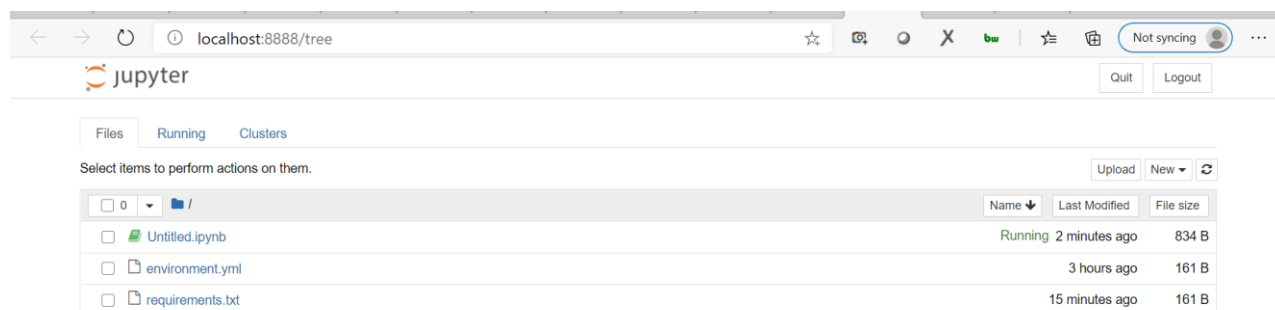 localhost:8888/tree
bw
Not syncing
jupyter
Quit Logout
Files Running Clusters
Select items to perform actions on them.
Upload New
0 /
Name Last Modified File size
Untitled.ipynb Running 2 minutes ago 834 B
environment.yml 3 hours ago 161 B
requirements.txt 15 minutes ago 161 B